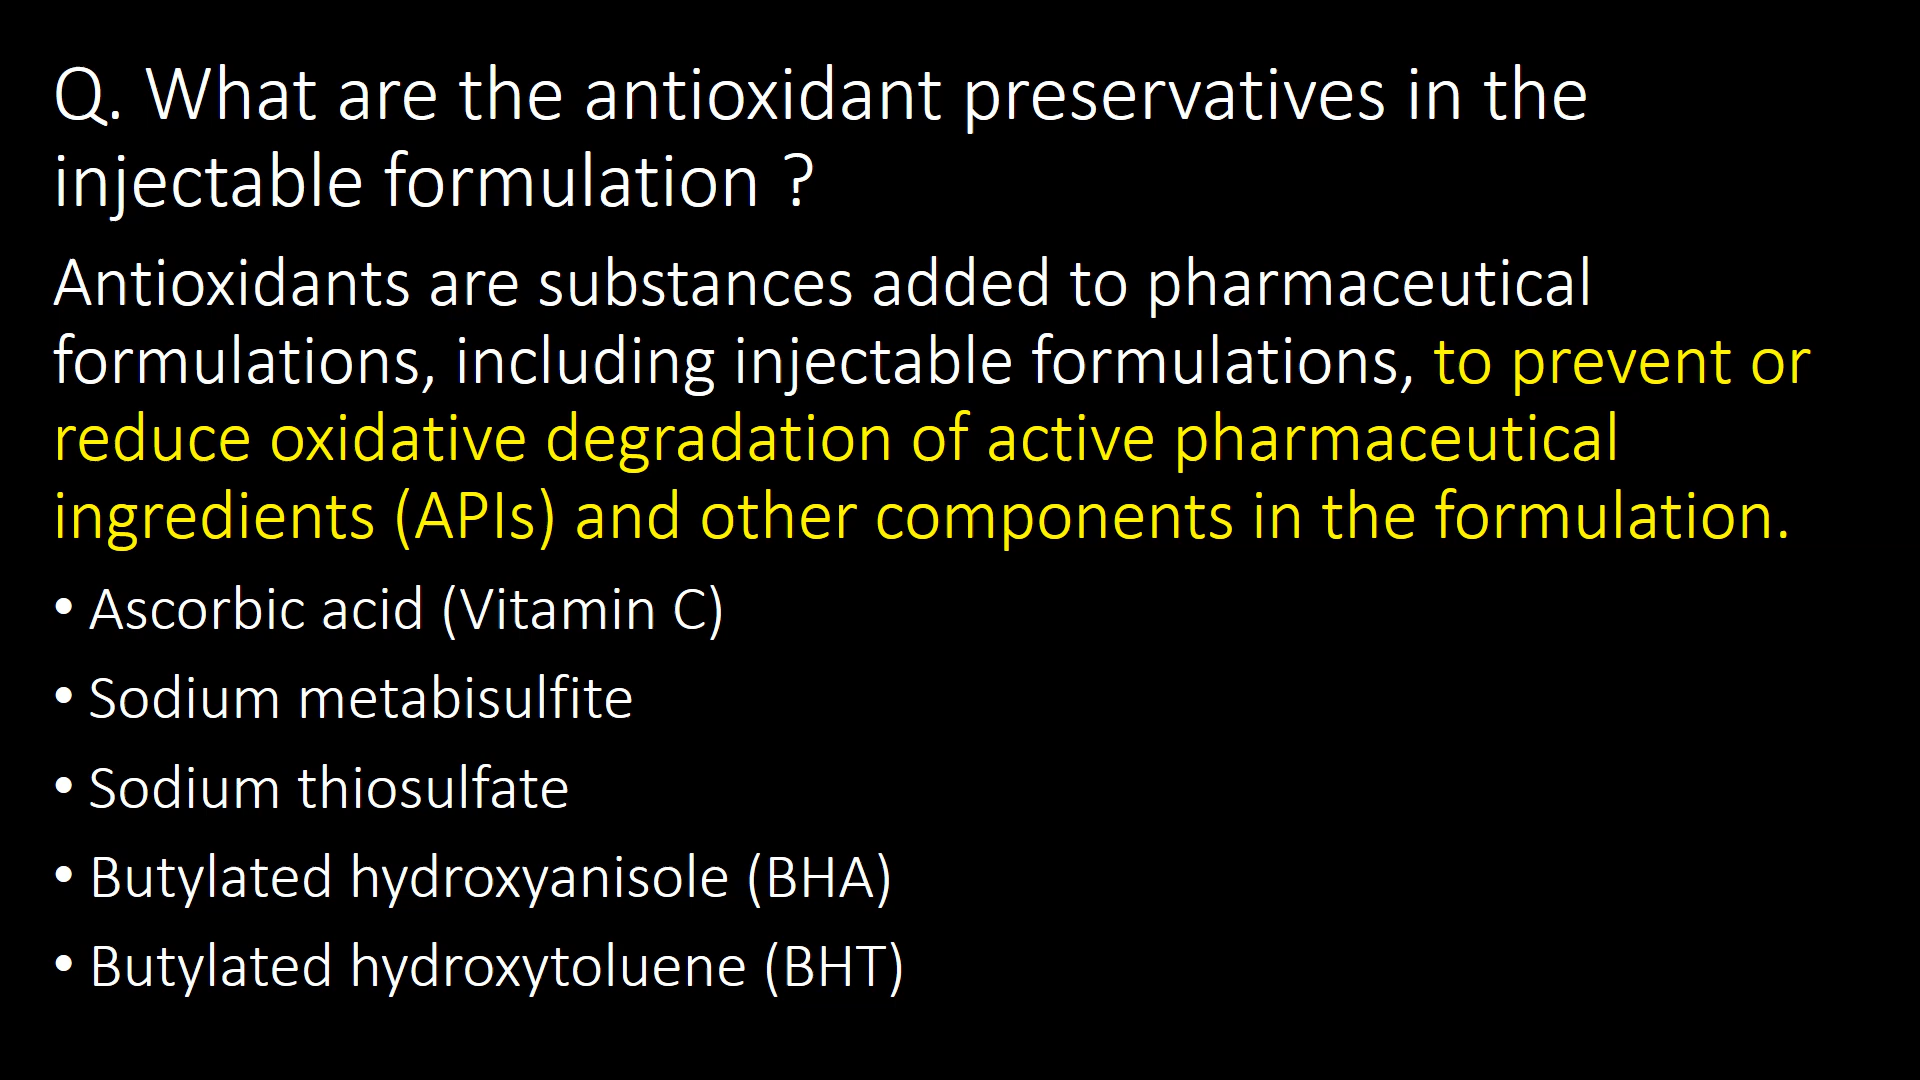 Q. What are the antioxidant preservatives in the
injectable formulation ?
Antioxidants are substances added to pharmaceutical
formulations, including injectable formulations, to prevent or
reduce oxidative degradation of active pharmaceutical
ingredients (APIs) and other components in the formulation.
• Ascorbic acid (Vitamin C)
• Sodium metabisulfite
• Sodium thiosulfate
• Butylated hydroxyanisole (BHA)
• Butylated hydroxytoluene (BHT)